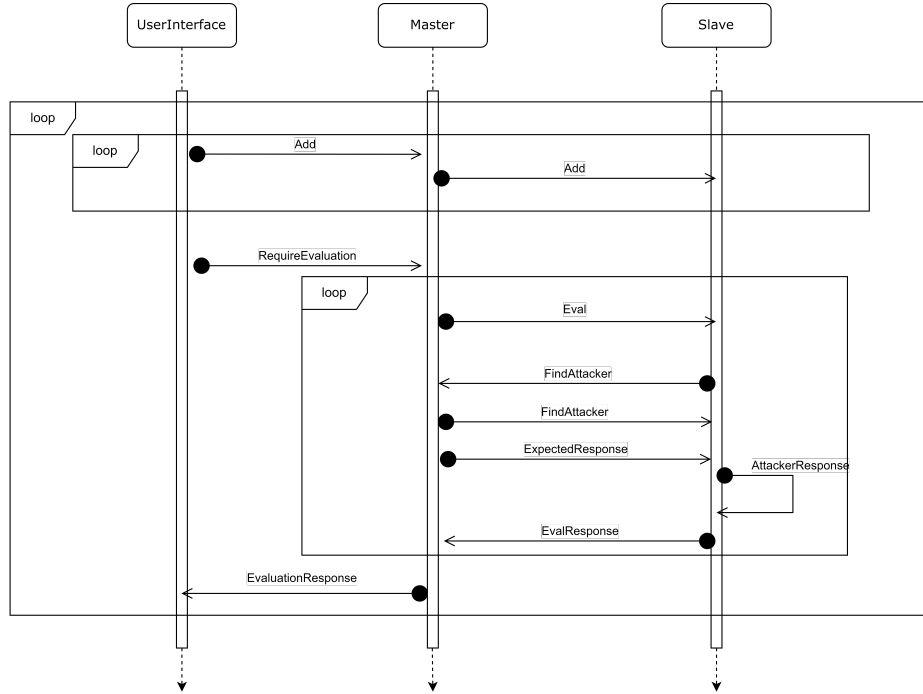 UserInterface
Master
Slave
loop
loop
Add
Add
RequireEvaluation
loop
Eval
FindAttacker
FindAttacker
ExpectedResponse
AttackerResponse
EvalResponse
EvaluationResponse